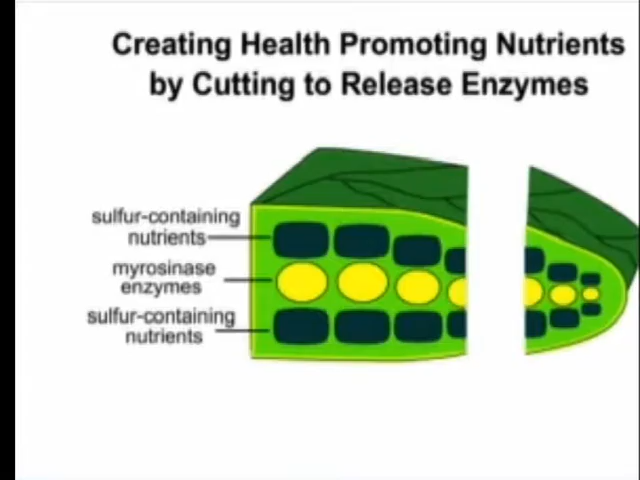 Creating Health Promoting Nutrients
by Cutting to Release Enzymes
sulfur-containing
nutrients
myrosinase
enzymes
sulfur-containing
nutrients